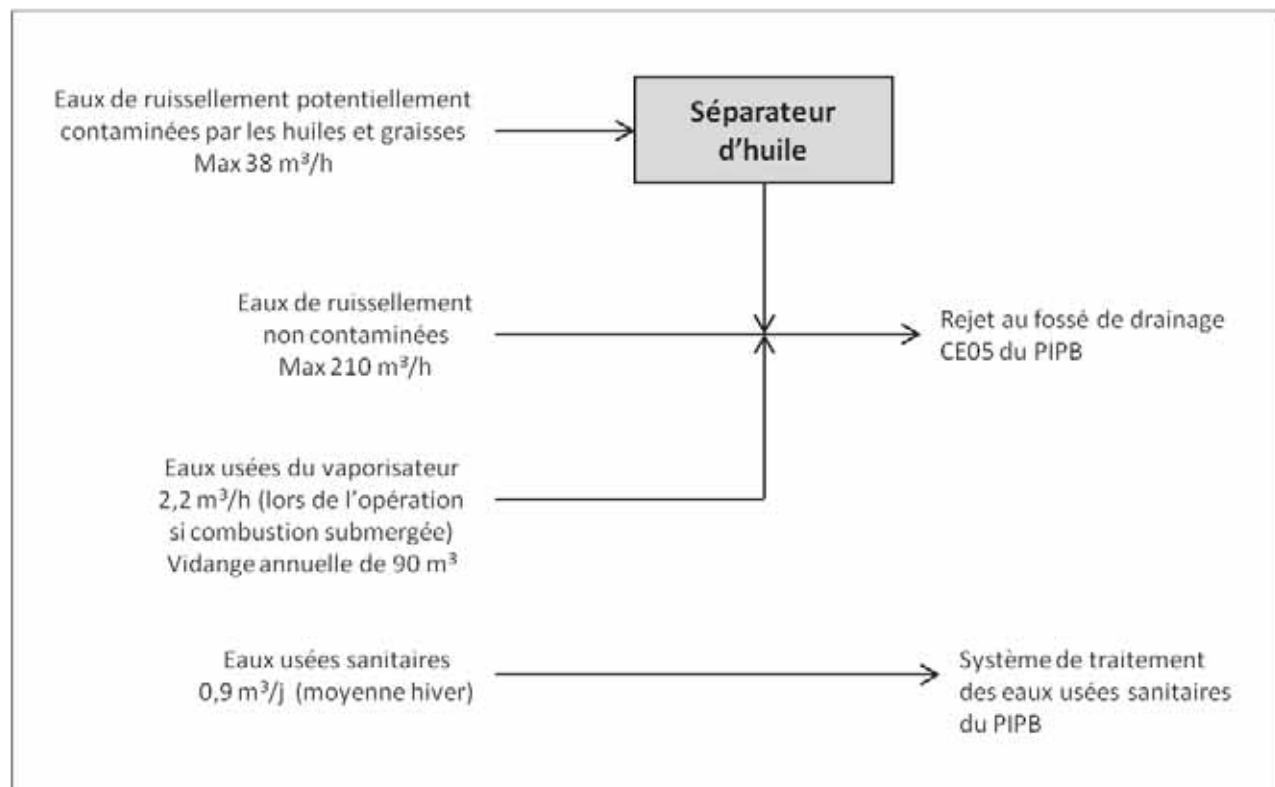 Eaux de ruissellement potentiellement
contaminées par les huiles et graisses
Max 38 m³/h
Séparateur
d'huile
Eaux de ruissellement
non contaminées
Max 210 m³/h
Rejet au fossé de drainage
CE05 du PIPB
Eaux usées du vaporisateur
2,2 m³/h (lors de l'opération
si combustion submergée)
Vidange annuelle de 90 m³
Eaux usées sanitaires
0,9 m³/j (moyenne hiver)
Système de traitement
des eaux usées sanitaires
du PIPB